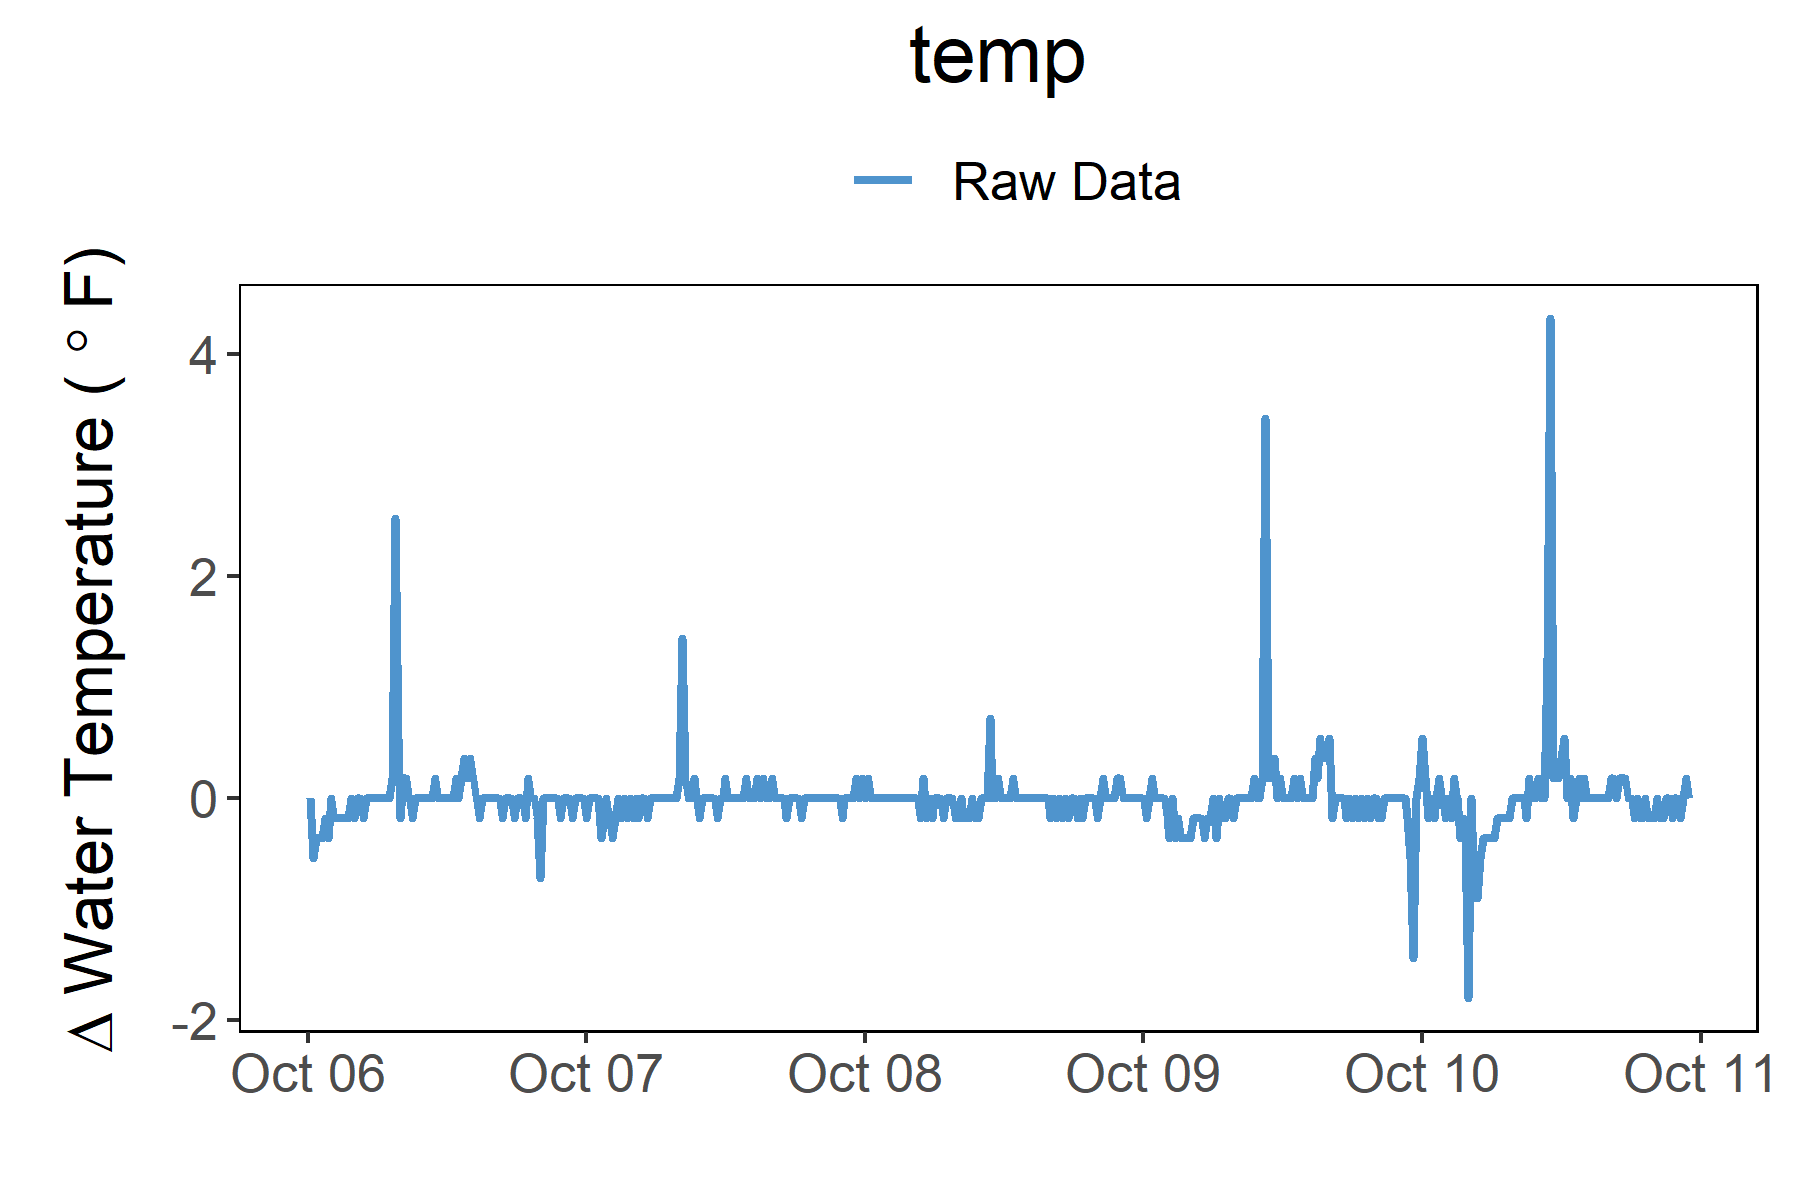 temp
Raw Data
Δ Water Temperature ( ° F)
4
2
0
-2
Oct 06 Oct 07 Oct 08 Oct 09 Oct 10 Oct 11